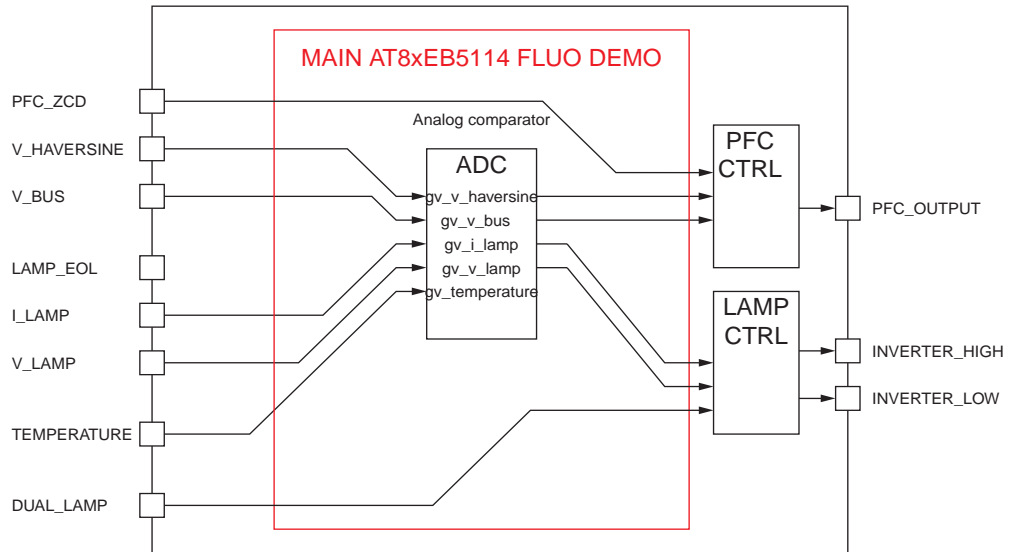 MAIN AT8xEB5114 FLUO DEMO
PFC_ZCD
V_HAVERSINE
V_BUS
LAMP_EOL
I_LAMP
V_LAMP
TEMPERATURE
DUAL_LAMP
Analog comparator
ADC
gv_v_haversine
gv_v_bus
gv_i_lamp
gv_v_lamp
gv_temperature
PFC
CTRL
LAMP
CTRL
PFC_OUTPUT
INVERTER_HIGH
INVERTER_LOW